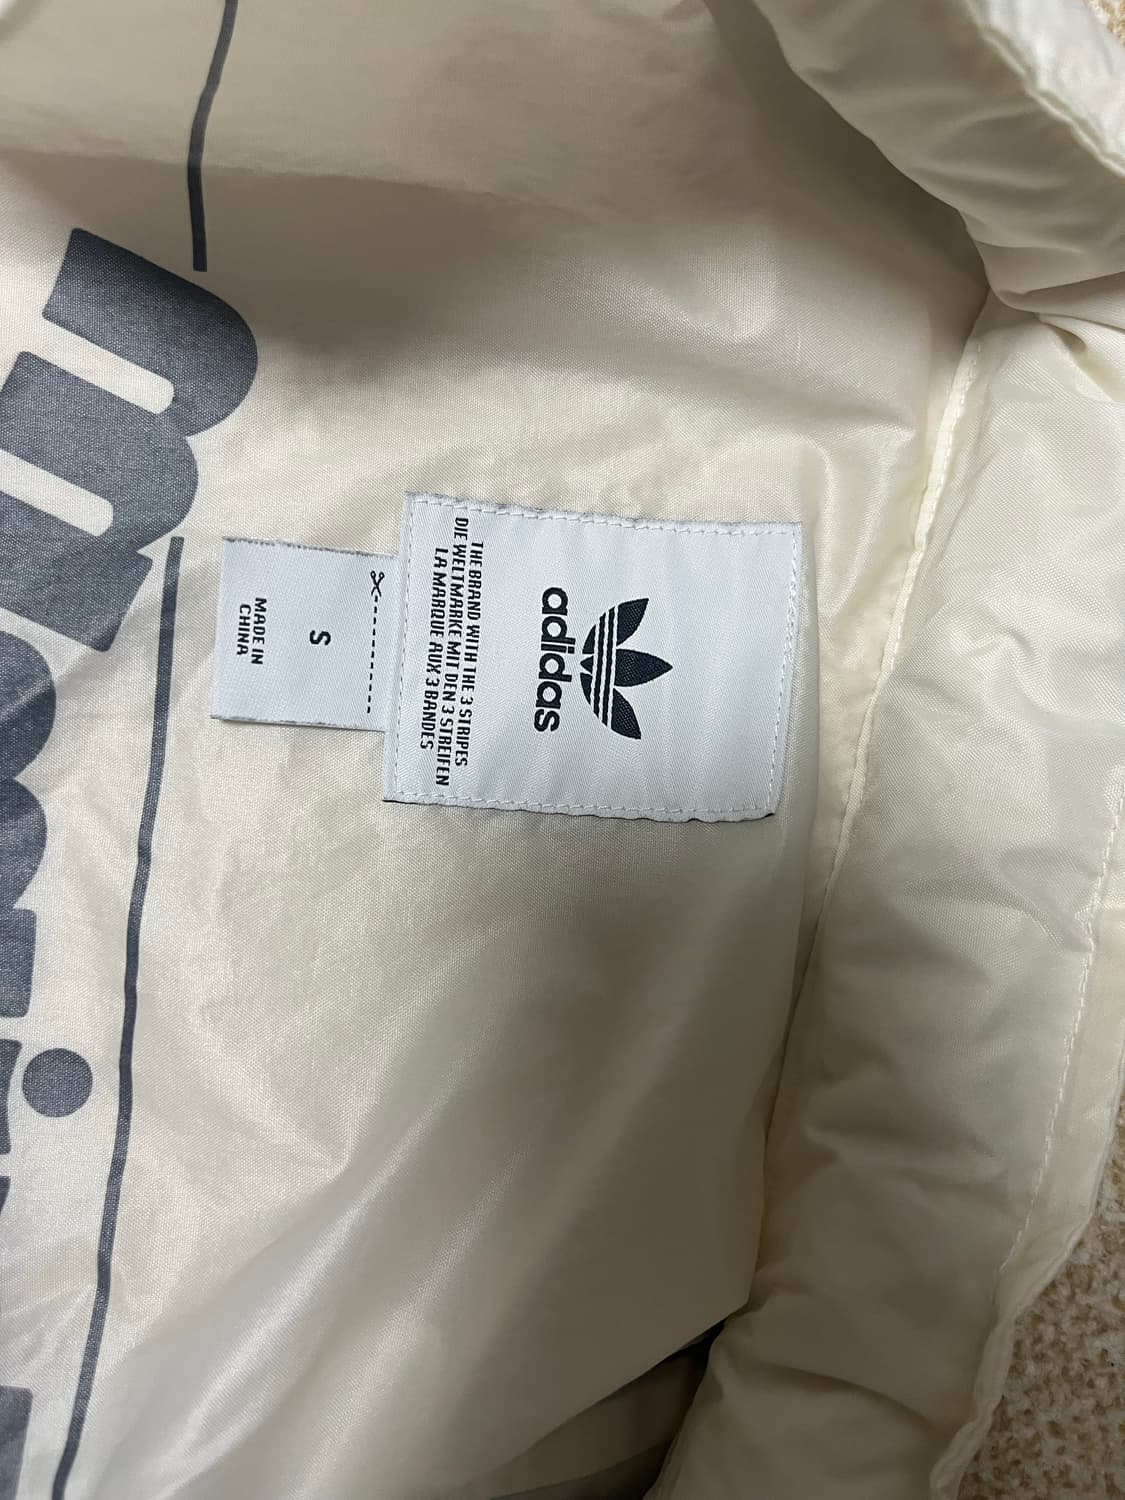 adidas
THE BRAND WITH THE 3 STRIPES
DIE WELTMARKE MIT DEN 3 STREIFEN
LA MARQUE AUX 3 BANDES
S
MADE IN
CHINA